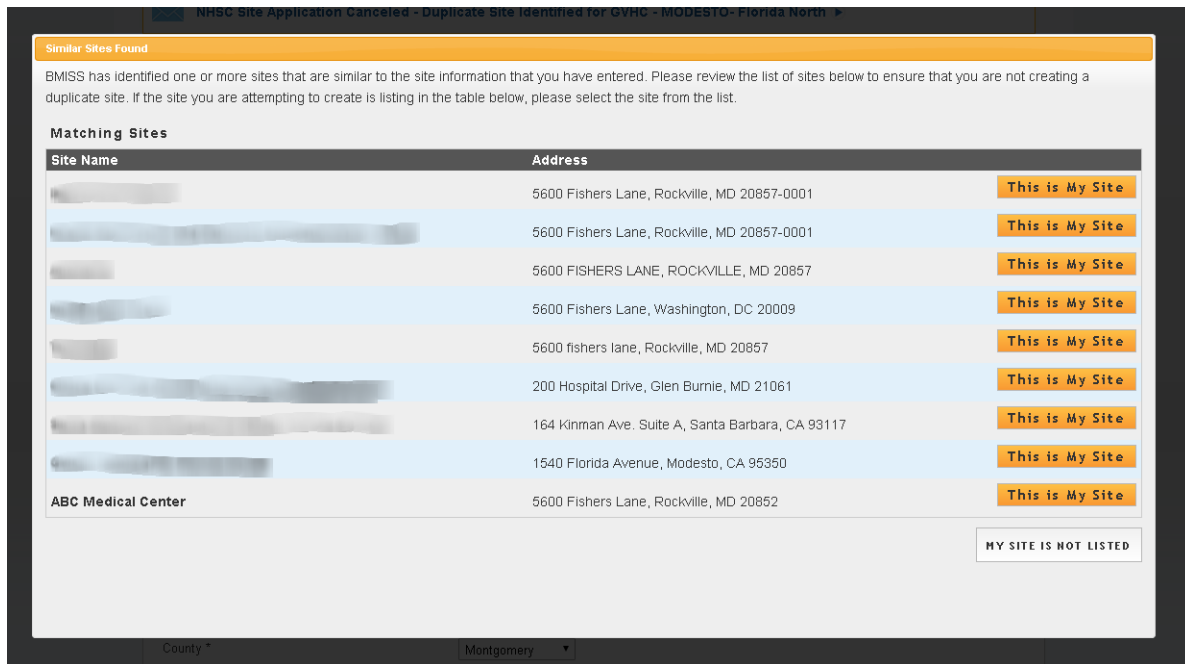 NHSC Site Application Canceled - Duplicate Site Identified for GVHC - MODESTO- Florida North
Similar Sites Found
BMISS has identified one or more sites that are similar to the site information that you have entered. Please review the list of sites below to ensure that you are not creating a
duplicate site. If the site you are attempting to create is listing in the table below, please select the site from the list.
Matching Sites
Site Name Address
5600 Fishers Lane, Rockville, MD 20857-0001 This is My Site
5600 Fishers Lane, Rockville, MD 20857-0001 This is My Site
5600 FISHERS LANE, ROCKVILLE, MD 20857 This is My Site
5600 Fishers Lane, Washington, DC 20009 This is My Site
5600 fishers lane, Rockville, MD 20857 This is My Site
200 Hospital Drive, Glen Burnie, MD 21061 This is My Site
164 Kinman Ave. Suite A, Santa Barbara, CA 93117 This is My Site
1540 Florida Avenue, Modesto, CA 95350 This is My Site
ABC Medical Center 5600 Fishers Lane, Rockville, MD 20852 This is My Site
MY SITE IS NOT LISTED
County * Montgomery